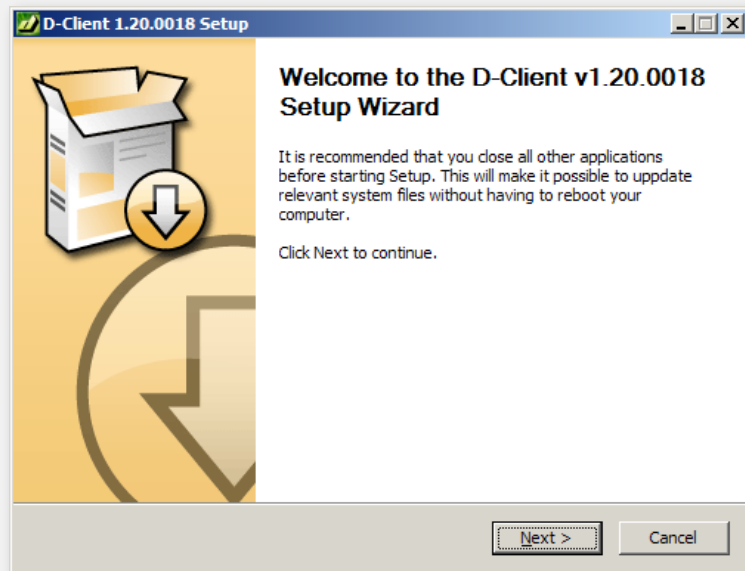 D-Client 1.20.0018 Setup
Welcome to the D-Client v1.20.0018
Setup Wizard
It is recommended that you close all other applications
before starting Setup. This will make it possible to uppdate
relevant system files without having to reboot your
computer.
Click Next to continue.
Next >
Cancel